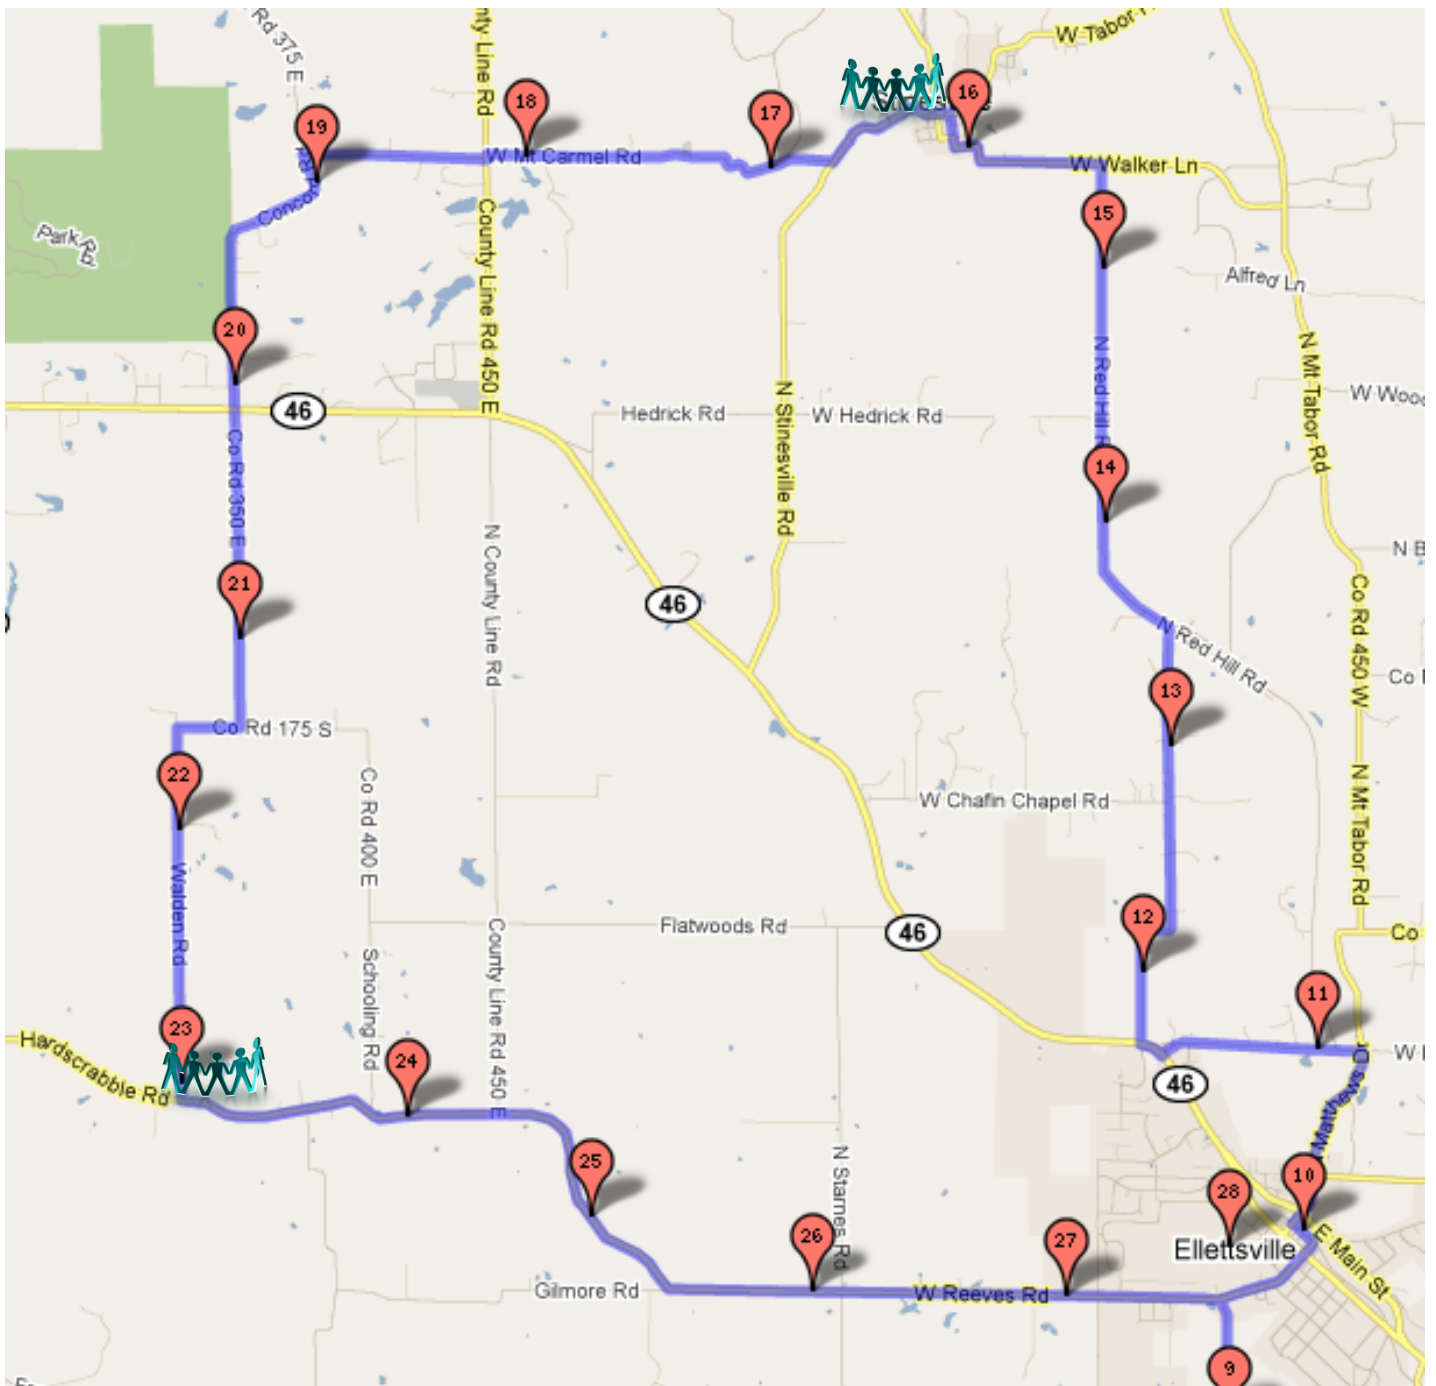 Rd 375 E
nty Line Rd
W Tabor
16
18
17
19
W Mt Carmel Rd
W Walker Ln
Conco
Park Rd
County Line Rd 450 E
15
Alfred Ln
20
46
Hedrick Rd
W Hedrick Rd
N Stinesville Rd
N Red Hill R
N Mt Tabor Rd
W Wood
14
Co Rd 350 E
N County Line Rd
N B
21
46
Co Rd 450 W
N Red Hill Rd
Co
13
Co Rd 175 S
22
Co Rd 400 E
W Chafin Chapel Rd
N Mt Tabor Rd
Walden Rd
12
Flatwoods Rd
46
Co
Schooling Rd
County Line Rd 450 E
11
23
Hardscrabble Rd
24
W
46
Matthews Dr
25
N Starnes Rd
10
28
26
27
Ellettsville
E Main St
Gilmore Rd
W Reeves Rd
9